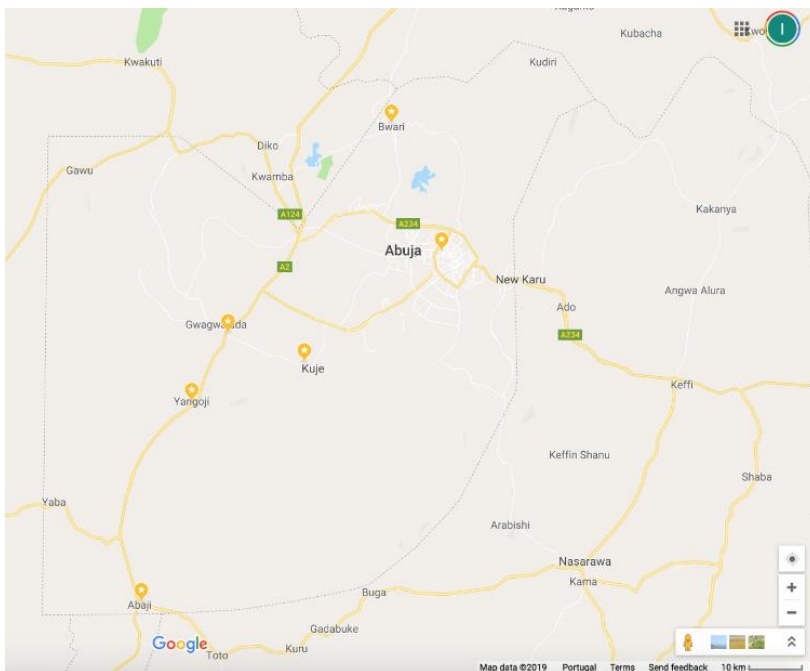 Kaganko
Kubacha
I
Kwakuti
Kudiri
Bwari
Diko
Gawu
Kwamba
Kakanya
A124
A234
Abuja
A2
New Karu
Angwa Alura
Ado
Gwagwalada
A234
Kuje
Keffi
Yangoji
Keffin Shanu
Shaba
Yaba
Arabishi
Nasarawa
Kama
Buga
Abaji
Gadabuke
Google
Toto
Kuru
Map data ©2019 Portugal Terms Send feedback 10 km